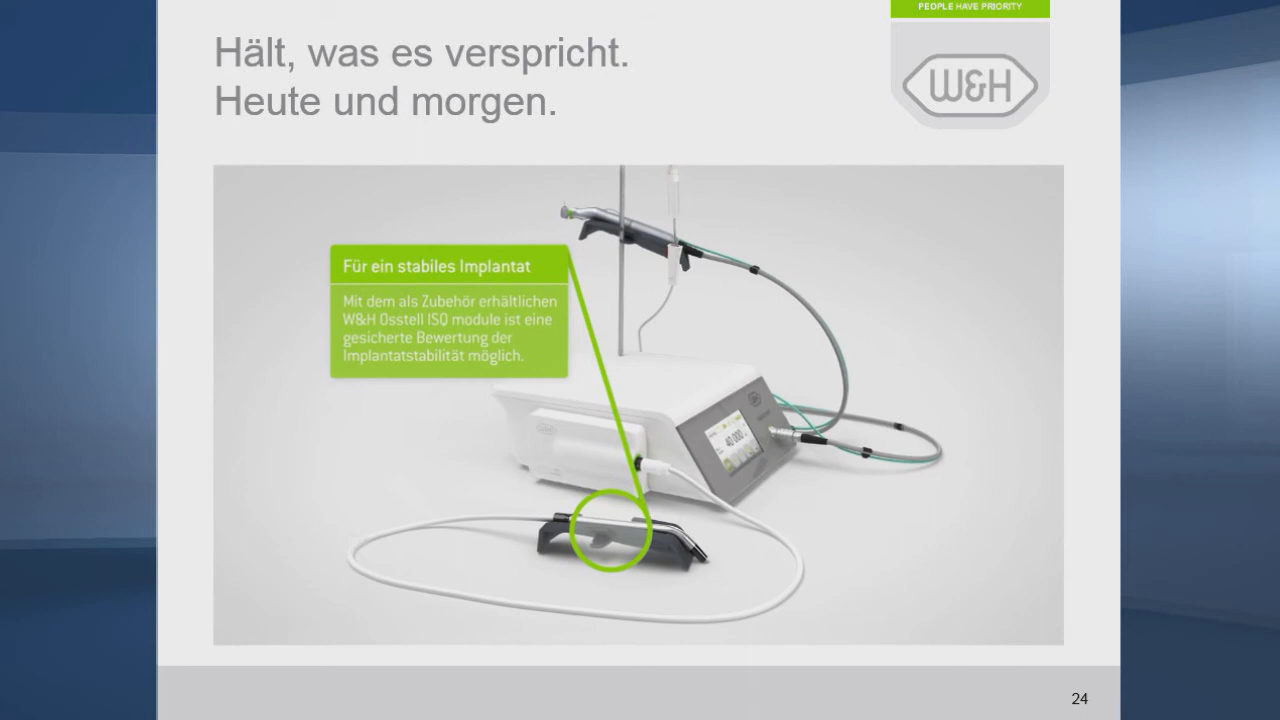 PEOPLE HAVE PRIORITY
Hält, was es verspricht.
Heute und morgen.
W&H
Für ein stabiles Implantat
Mit dem als Zubehör erhältlichen
W&H Osstell ISQ module ist eine
gesicherte Bewertung der
Implantatstabilität möglich.
40 000
24